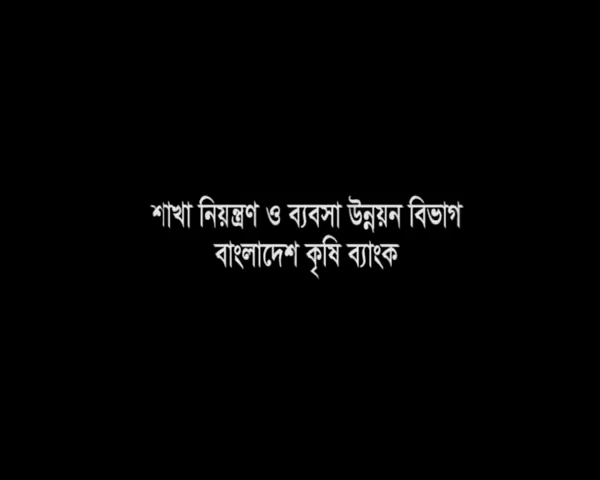 শাখা নিয়ন্ত্রণ ও ব্যবসা উন্নয়ন বিভাগ
বাংলাদেশ কৃষি ব্যাংক